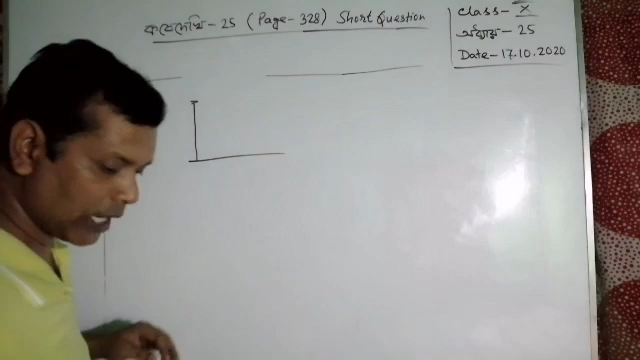 কষে দেখি - 25 (Page - 328) Short Question
Class - X
অধ্যায় - 25
Date - 17.10.2020